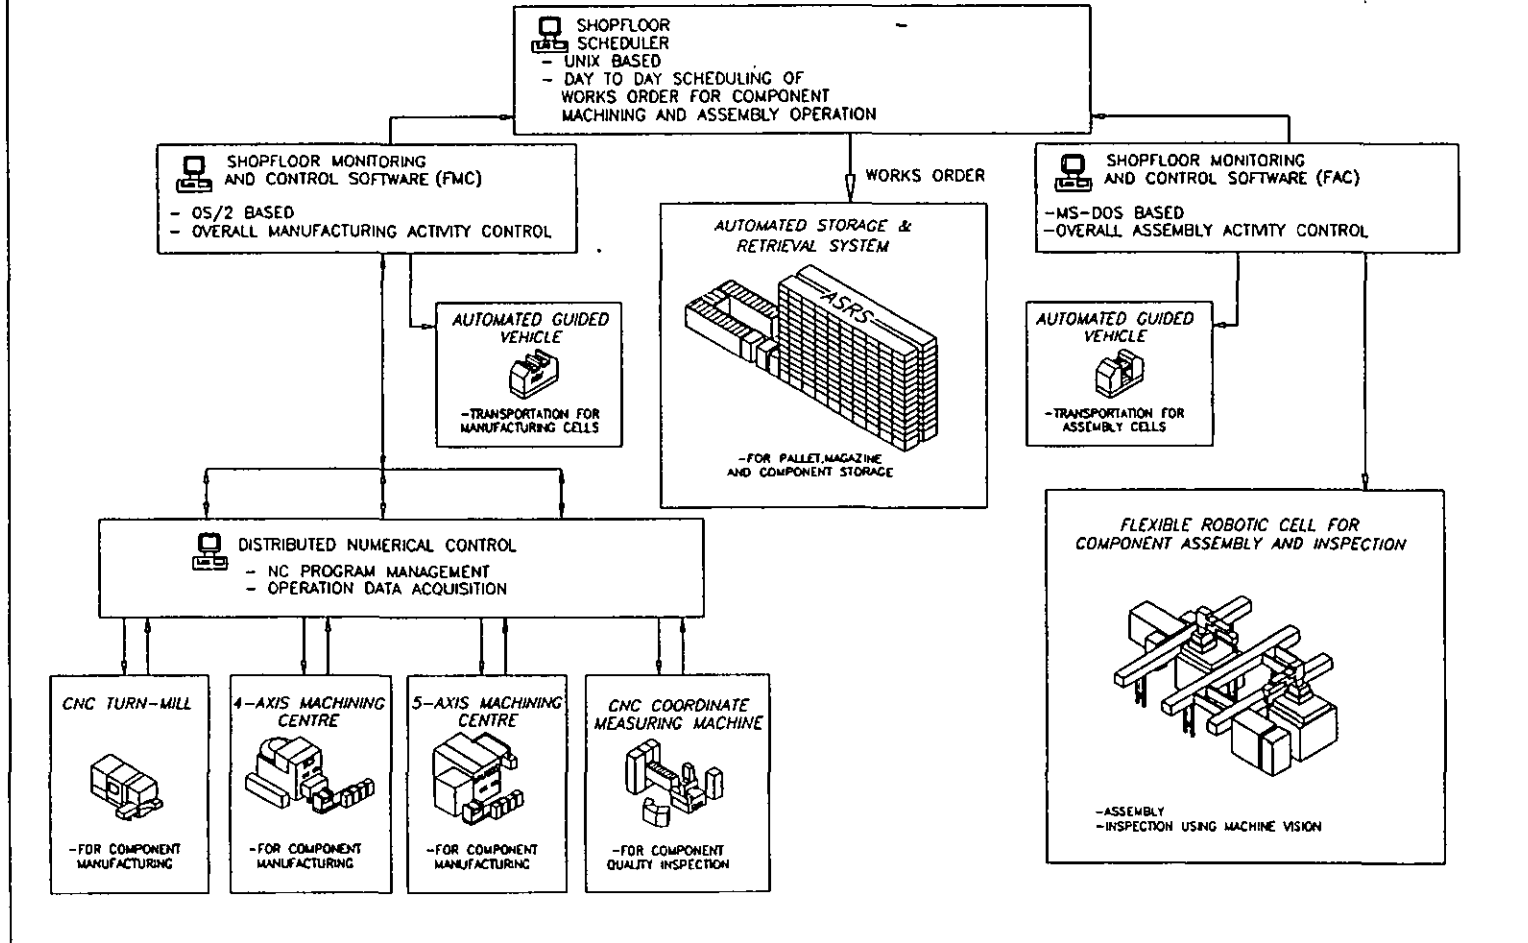 SHOPFLOOR
SCHEDULER
- UNIX BASED
- DAY TO DAY SCHEDULING OF
WORKS ORDER FOR COMPONENT
MACHINING AND ASSEMBLY OPERATION
SHOPFLOOR MONITORING
AND CONTROL SOFTWARE (FMC)
- OS/2 BASED
- OVERALL MANUFACTURING ACTIVITY CONTROL
WORKS ORDER
SHOPFLOOR MONITORING
AND CONTROL SOFTWARE (FAC)
-MS-DOS BASED
-OVERALL ASSEMBLY ACTIVITY CONTROL
AUTOMATED STORAGE &
RETRIEVAL SYSTEM
ASRS
-FOR PALLET,MAGAZINE
AND COMPONENT STORAGE
AUTOMATED GUIDED
VEHICLE
-TRANSPORTATION FOR
MANUFACTURING CELLS
AUTOMATED GUIDED
VEHICLE
-TRANSPORTATION FOR
ASSEMBLY CELLS
DISTRIBUTED NUMERICAL CONTROL
- NC PROGRAM MANAGEMENT
- OPERATION DATA ACQUISITION
FLEXIBLE ROBOTIC CELL FOR
COMPONENT ASSEMBLY AND INSPECTION
-ASSEMBLY
-INSPECTION USING MACHINE VISION
CNC TURN-MILL
-FOR COMPONENT
MANUFACTURING
4-AXIS MACHINING
CENTRE
-FOR COMPONENT
MANUFACTURING
5-AXIS MACHINING
CENTRE
-FOR COMPONENT
MANUFACTURING
CNC COORDINATE
MEASURING MACHINE
-FOR COMPONENT
QUALITY INSPECTION